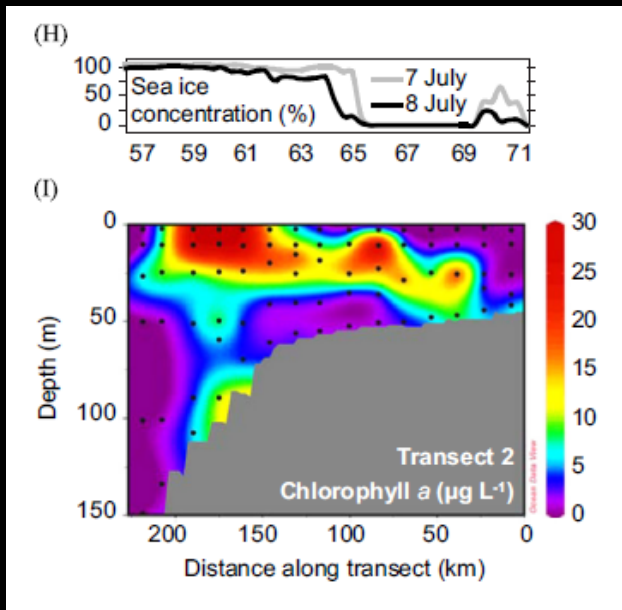 (H)
100
50
0
Sea ice
concentration (%)
7 July
8 July
57 59 61 63 65 67 69 71
(I)
0
50
100
150
Depth (m)
30
25
20
15
10
5
0
Transect 2
Chlorophyll a (µg L⁻¹)
Ocean Data View
200 150 100 50 0
Distance along transect (km)